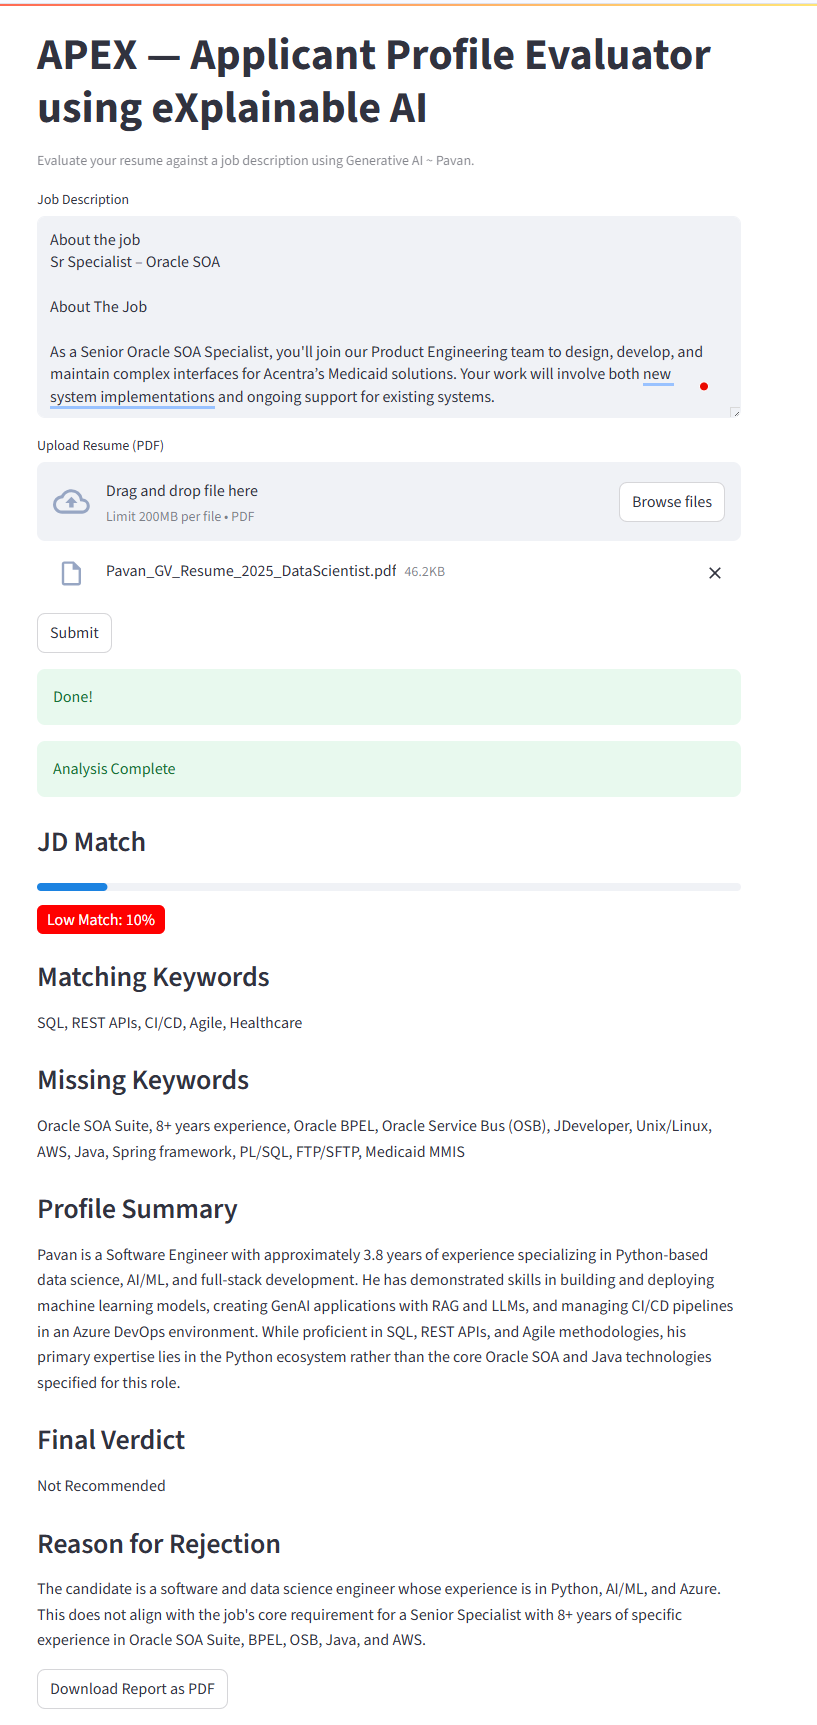 APEX — Applicant Profile Evaluator
using eXplainable AI
Evaluate your resume against a job description using Generative AI ~ Pavan.
Job Description
About the job
Sr Specialist – Oracle SOA
About The Job
As a Senior Oracle SOA Specialist, you'll join our Product Engineering team to design, develop, and
maintain complex interfaces for Acentra’s Medicaid solutions. Your work will involve both new
system implementations and ongoing support for existing systems.
Upload Resume (PDF)
Drag and drop file here
Limit 200MB per file • PDF
Browse files
Pavan_GV_Resume_2025_DataScientist.pdf 46.2KB
Submit
Done!
Analysis Complete
JD Match
Low Match: 10%
Matching Keywords
SQL, REST APIs, CI/CD, Agile, Healthcare
Missing Keywords
Oracle SOA Suite, 8+ years experience, Oracle BPEL, Oracle Service Bus (OSB), JDeveloper, Unix/Linux,
AWS, Java, Spring framework, PL/SQL, FTP/SFTP, Medicaid MMIS
Profile Summary
Pavan is a Software Engineer with approximately 3.8 years of experience specializing in Python-based
data science, AI/ML, and full-stack development. He has demonstrated skills in building and deploying
machine learning models, creating GenAI applications with RAG and LLMs, and managing CI/CD pipelines
in an Azure DevOps environment. While proficient in SQL, REST APIs, and Agile methodologies, his
primary expertise lies in the Python ecosystem rather than the core Oracle SOA and Java technologies
specified for this role.
Final Verdict
Not Recommended
Reason for Rejection
The candidate is a software and data science engineer whose experience is in Python, AI/ML, and Azure.
This does not align with the job's core requirement for a Senior Specialist with 8+ years of specific
experience in Oracle SOA Suite, BPEL, OSB, Java, and AWS.
Download Report as PDF